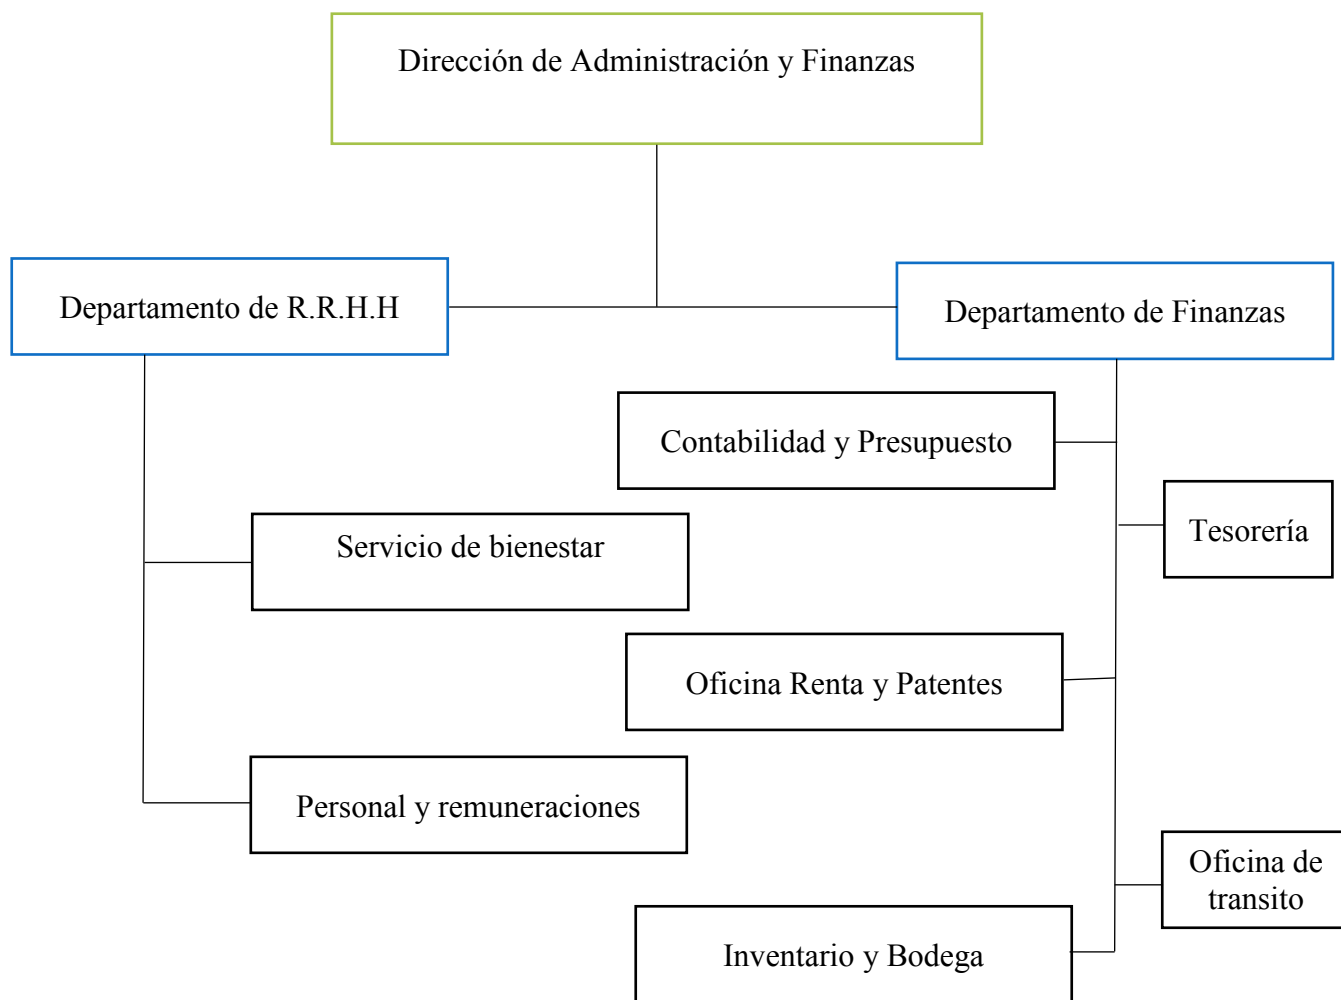 Dirección de Administración y Finanzas
Departamento de R.R.H.H
Departamento de Finanzas
Contabilidad y Presupuesto
Tesorería
Servicio de bienestar
Oficina Renta y Patentes
Personal y remuneraciones
Oficina de
transito
Inventario y Bodega